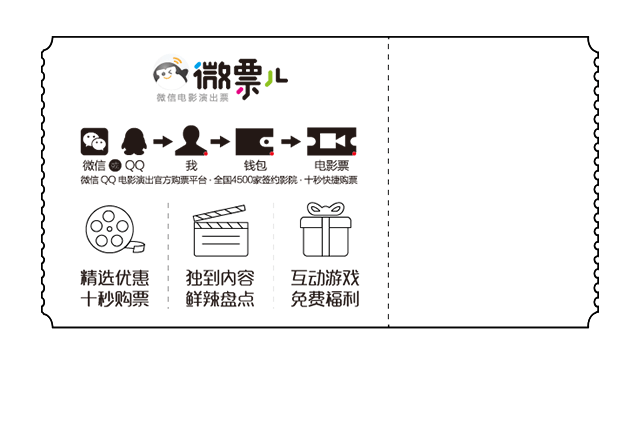 微票儿
微信电影演出票
微信 或 QQ 我 钱包 电影票
微信 QQ 电影演出官方购票平台 · 全国4500家签约影院 · 十秒快捷购票
精选优惠 独到内容 互动游戏
十秒购票 鲜辣盘点 免费福利